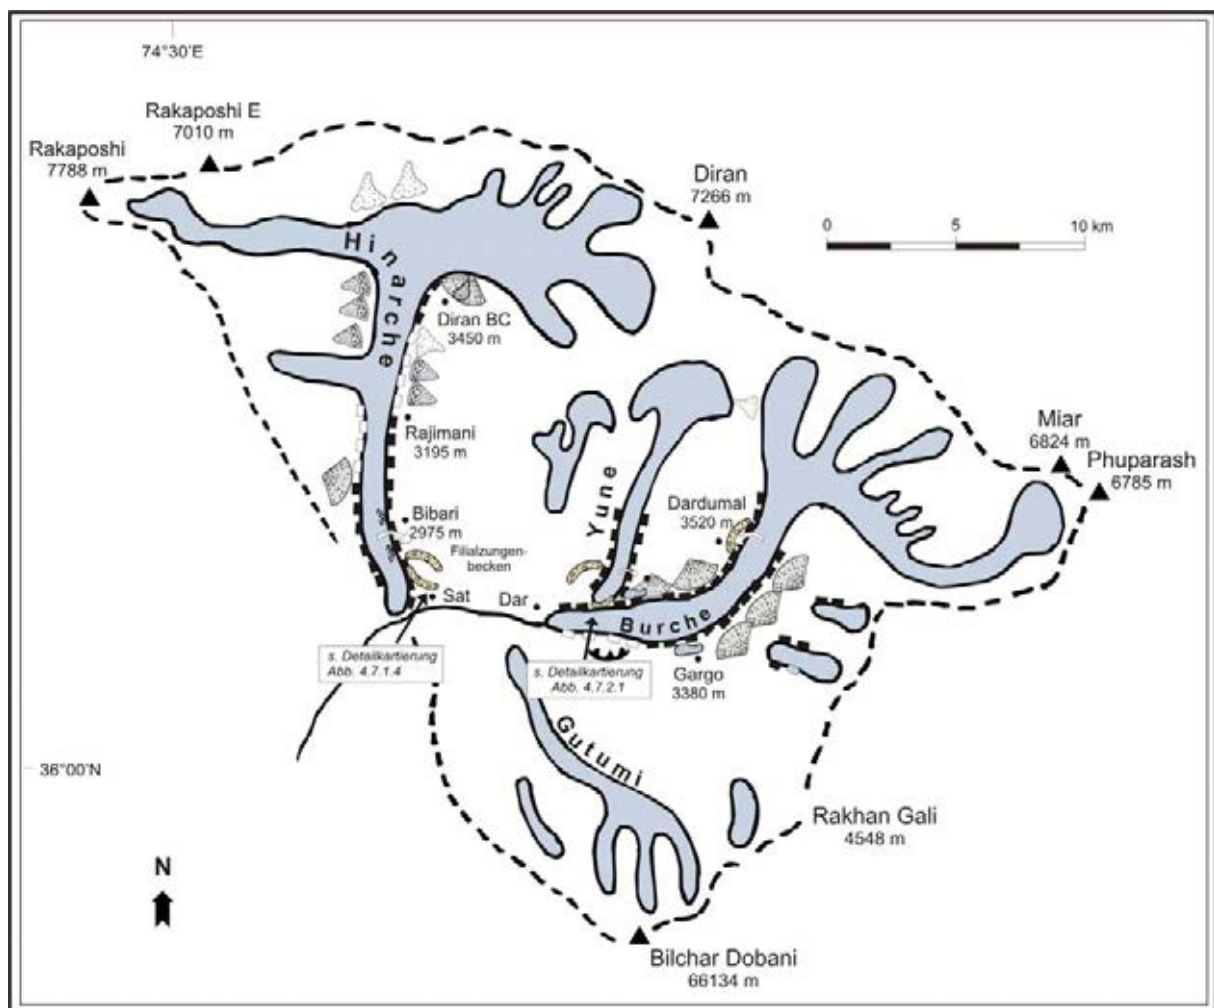 74°30'E
Rakaposhi E
7010 m
Rakaposhi
7788 m
Diran
7266 m
0 5 10 km
Hinarche
Diran BC
3450 m
Rajimani
3195 m
Miar
6824 m
Phuparash
6785 m
Yune
Dardumal
3520 m
Bibari
2975 m
Filialzungen-
becken
Sat
Dar
Burche
s. Detailkartierung
Abb. 4.7.1.4
s. Detailkartierung
Abb. 4.7.2.1
Gargo
3380 m
Gutumi
36°00'N
Rakhan Gali
4548 m
N
Bilchar Dobani
66134 m